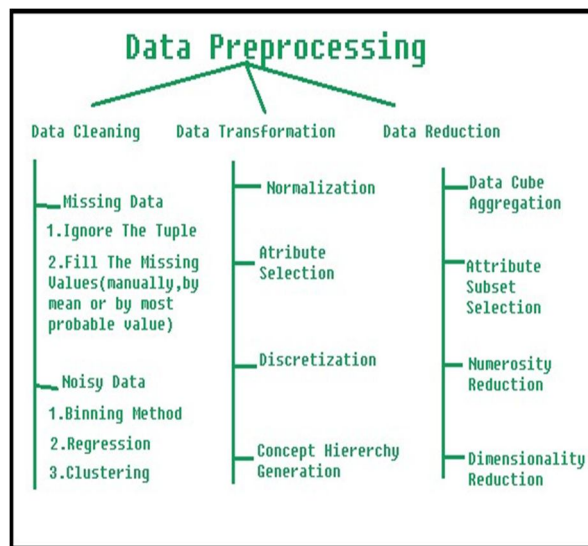 Data Preprocessing
Data Cleaning
Missing Data
1.Ignore The Tuple
2.Fill The Missing
Values(manually,by
mean or by most
probable value)
Noisy Data
1.Binning Method
2.Regression
3.Clustering
Data Transformation
Normalization
Atribute
Selection
Discretization
Concept Hiererchy
Generation
Data Reduction
Data Cube
Aggregation
Attribute
Subset
Selection
Numerosity
Reduction
Dimensionality
Reduction